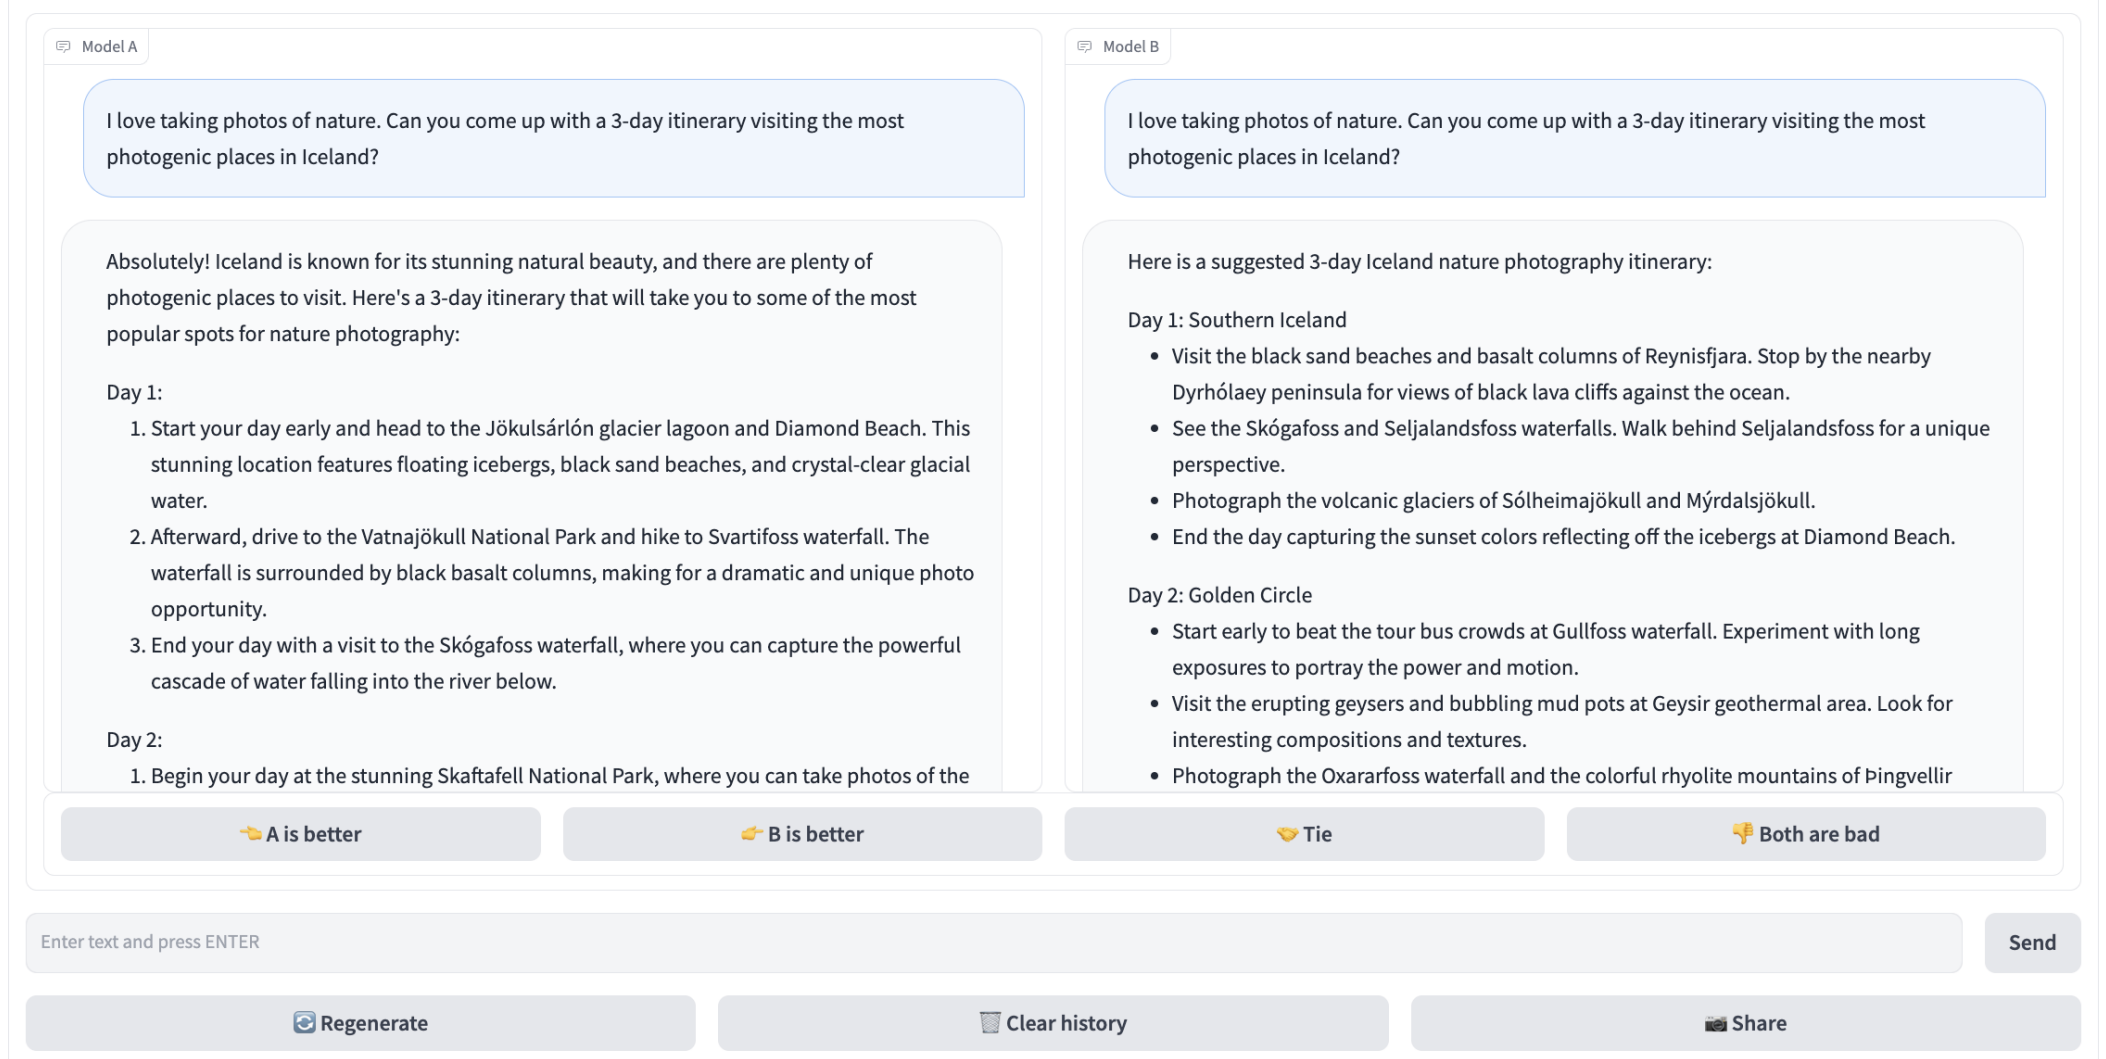 Model A
I love taking photos of nature. Can you come up with a 3-day itinerary visiting the most
photogenic places in Iceland?
Absolutely! Iceland is known for its stunning natural beauty, and there are plenty of
photogenic places to visit. Here's a 3-day itinerary that will take you to some of the most
popular spots for nature photography:
Day 1:
1. Start your day early and head to the Jökulsárlón glacier lagoon and Diamond Beach. This
stunning location features floating icebergs, black sand beaches, and crystal-clear glacial
water.
2. Afterward, drive to the Vatnajökull National Park and hike to Svartifoss waterfall. The
waterfall is surrounded by black basalt columns, making for a dramatic and unique photo
opportunity.
3. End your day with a visit to the Skógafoss waterfall, where you can capture the powerful
cascade of water falling into the river below.
Day 2:
1. Begin your day at the stunning Skaftafell National Park, where you can take photos of the
Model B
I love taking photos of nature. Can you come up with a 3-day itinerary visiting the most
photogenic places in Iceland?
Here is a suggested 3-day Iceland nature photography itinerary:
Day 1: Southern Iceland
• Visit the black sand beaches and basalt columns of Reynisfjara. Stop by the nearby
Dyrhólaey peninsula for views of black lava cliffs against the ocean.
• See the Skógafoss and Seljalandsfoss waterfalls. Walk behind Seljalandsfoss for a unique
perspective.
• Photograph the volcanic glaciers of Sólheimajökull and Mýrdalsjökull.
• End the day capturing the sunset colors reflecting off the icebergs at Diamond Beach.
Day 2: Golden Circle
• Start early to beat the tour bus crowds at Gullfoss waterfall. Experiment with long
exposures to portray the power and motion.
• Visit the erupting geysers and bubbling mud pots at Geysir geothermal area. Look for
interesting compositions and textures.
• Photograph the Oxararfoss waterfall and the colorful rhyolite mountains of Þingvellir
👈 A is better
👉 B is better
🤝 Tie
👎 Both are bad
Enter text and press ENTER
Send
🔄 Regenerate
🗑️ Clear history
📷 Share